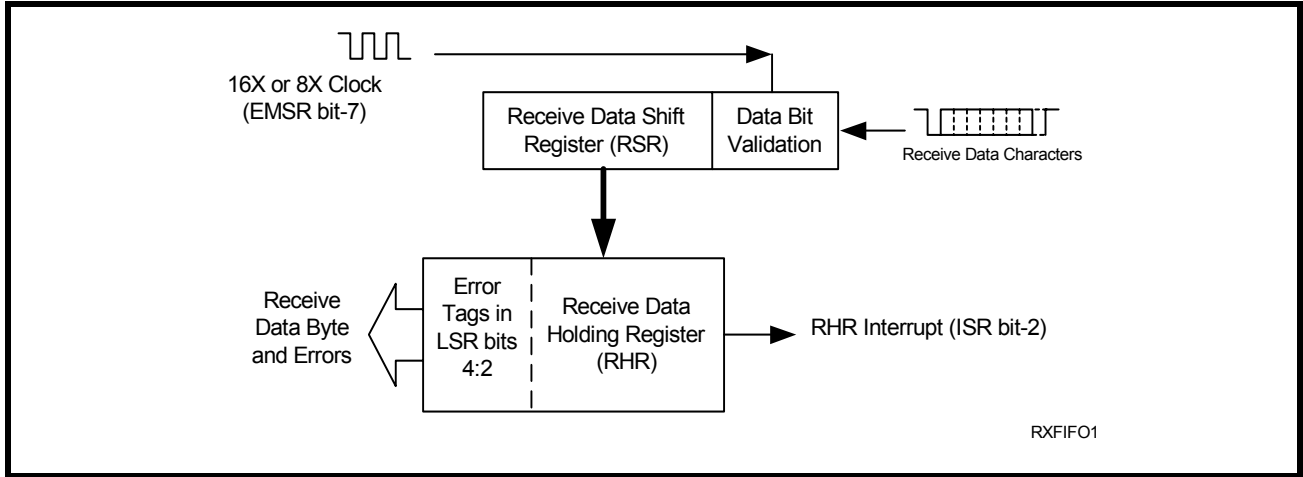 16X or 8X Clock
(EMSR bit-7)
Receive Data Shift
Register (RSR)
Data Bit
Validation
Receive Data Characters
Receive
Data Byte
and Errors
Error
Tags in
LSR bits
4:2
Receive Data
Holding Register
(RHR)
RHR Interrupt (ISR bit-2)
RXFIFO1